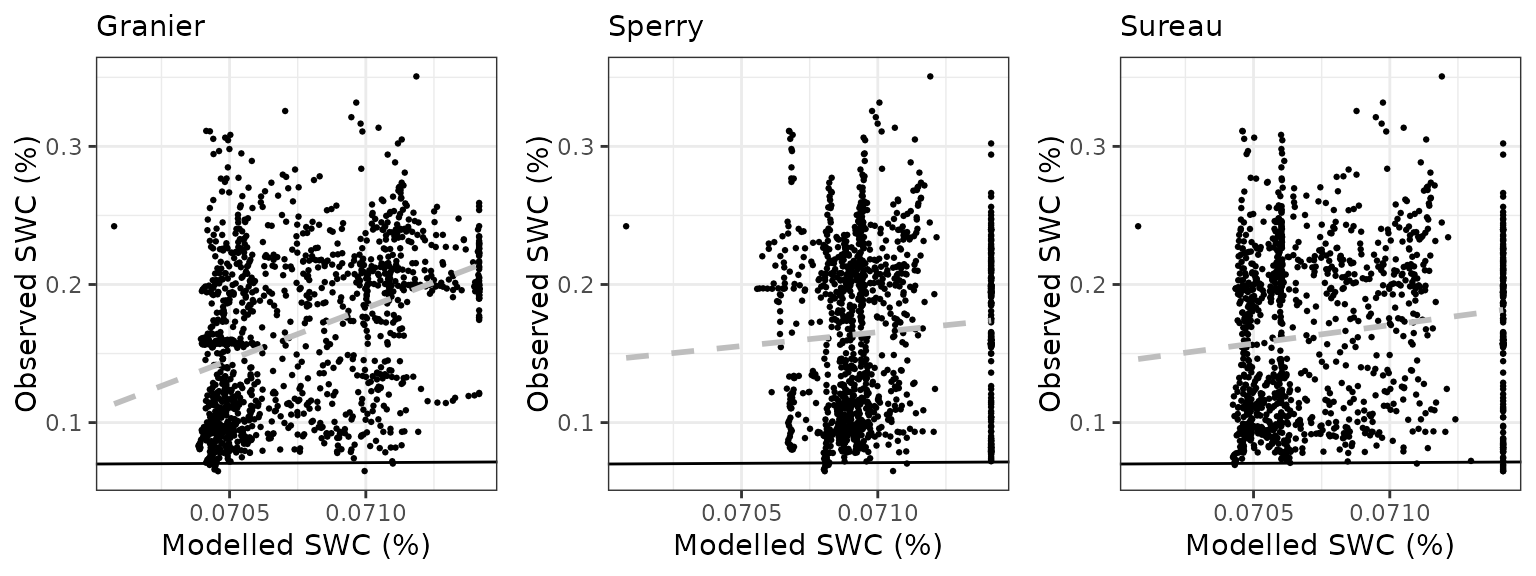 Granier
Sperry
Sureau
Observed SWC (%)
0.3
0.2
0.1
0.0705
0.0710
Modelled SWC (%)
Observed SWC (%)
0.3
0.2
0.1
0.0705
0.0710
Modelled SWC (%)
Observed SWC (%)
0.3
0.2
0.1
0.0705
0.0710
Modelled SWC (%)